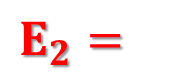 E₂ =